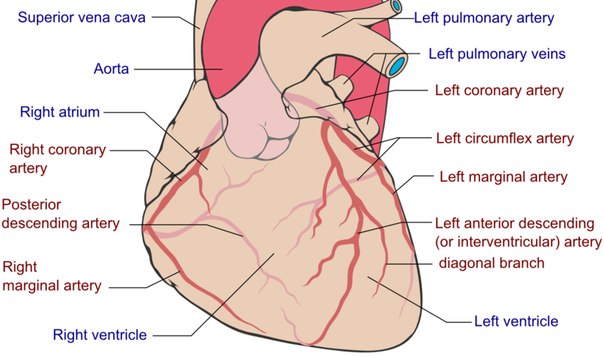 Superior vena cava
Aorta
Right atrium
Right coronary
artery
Posterior
descending artery
Right
marginal artery
Right ventricle
Left pulmonary artery
Left pulmonary veins
Left coronary artery
Left circumflex artery
Left marginal artery
Left anterior descending
(or interventricular) artery
diagonal branch
Left ventricle